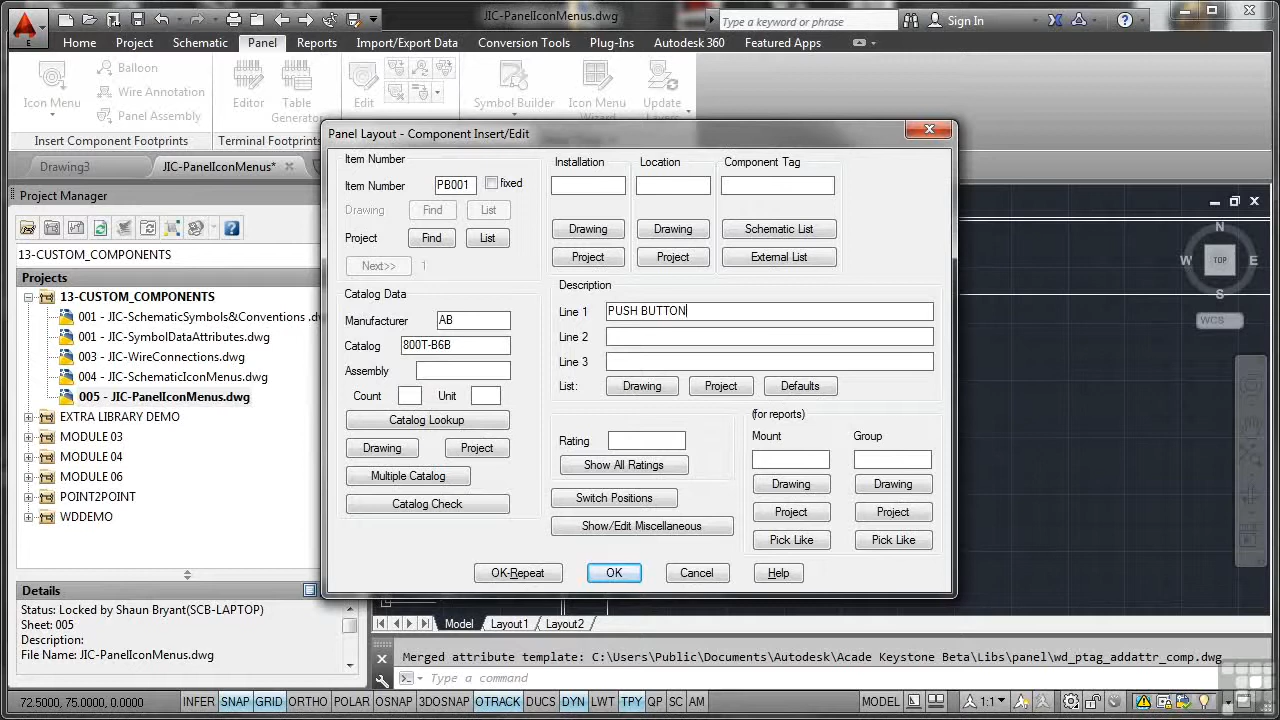 JIC-PanelIconMenus.dwg
Type a keyword or phrase
Sign In
E
Home Project Schematic Panel Reports Import/Export Data Conversion Tools Plug-Ins Autodesk 360 Featured Apps
Icon Menu
Balloon
Wire Annotation
Panel Assembly
Editor
Table Generator
Edit
Symbol Builder
Icon Menu Wizard
Update Layers
Insert Component Footprints
Terminal Footprints
Drawing3
JIC-PanelIconMenus*
Project Manager
13-CUSTOM_COMPONENTS
Projects
13-CUSTOM_COMPONENTS
001 - JIC-SchematicSymbols&Conventions .dw
001 - JIC-SymbolDataAttributes.dwg
003 - JIC-WireConnections.dwg
004 - JIC-SchematicIconMenus.dwg
005 - JIC-PanelIconMenus.dwg
EXTRA LIBRARY DEMO
MODULE 03
MODULE 04
MODULE 06
POINT2POINT
WDDEMO
Details
Status: Locked by Shaun Bryant(SCB-LAPTOP)
Sheet: 005
Description:
File Name: JIC-PanelIconMenus.dwg
Panel Layout - Component Insert/Edit
Item Number
Item Number PB001 fixed
Drawing Find List
Project Find List
Next>> 1
Catalog Data
Manufacturer AB
Catalog 800T-B6B
Assembly
Count Unit
Catalog Lookup
Drawing Project
Multiple Catalog
Catalog Check
Installation
Drawing
Project
Location
Drawing
Project
Component Tag
Schematic List
External List
Description
Line 1 PUSH BUTTON
Line 2
Line 3
List: Drawing Project Defaults
Rating
Show All Ratings
Switch Positions
Show/Edit Miscellaneous
(for reports)
Mount Group
Drawing Drawing
Project Project
Pick Like Pick Like
OK-Repeat OK Cancel Help
N
W TOP E
S
WCS
Model Layout1 Layout2
Merged attribute template: C:\Users\Public\Documents\Autodesk\Acade Keystone Beta\Libs\panel\wd_ptag_addattr_comp.dwg
Type a command
72.5000, 75.0000, 0.0000 INFER SNAP GRID ORTHO POLAR OSNAP 3DOSNAP OTRACK DUCS DYN LWT TPY QP SC AM MODEL 1:1